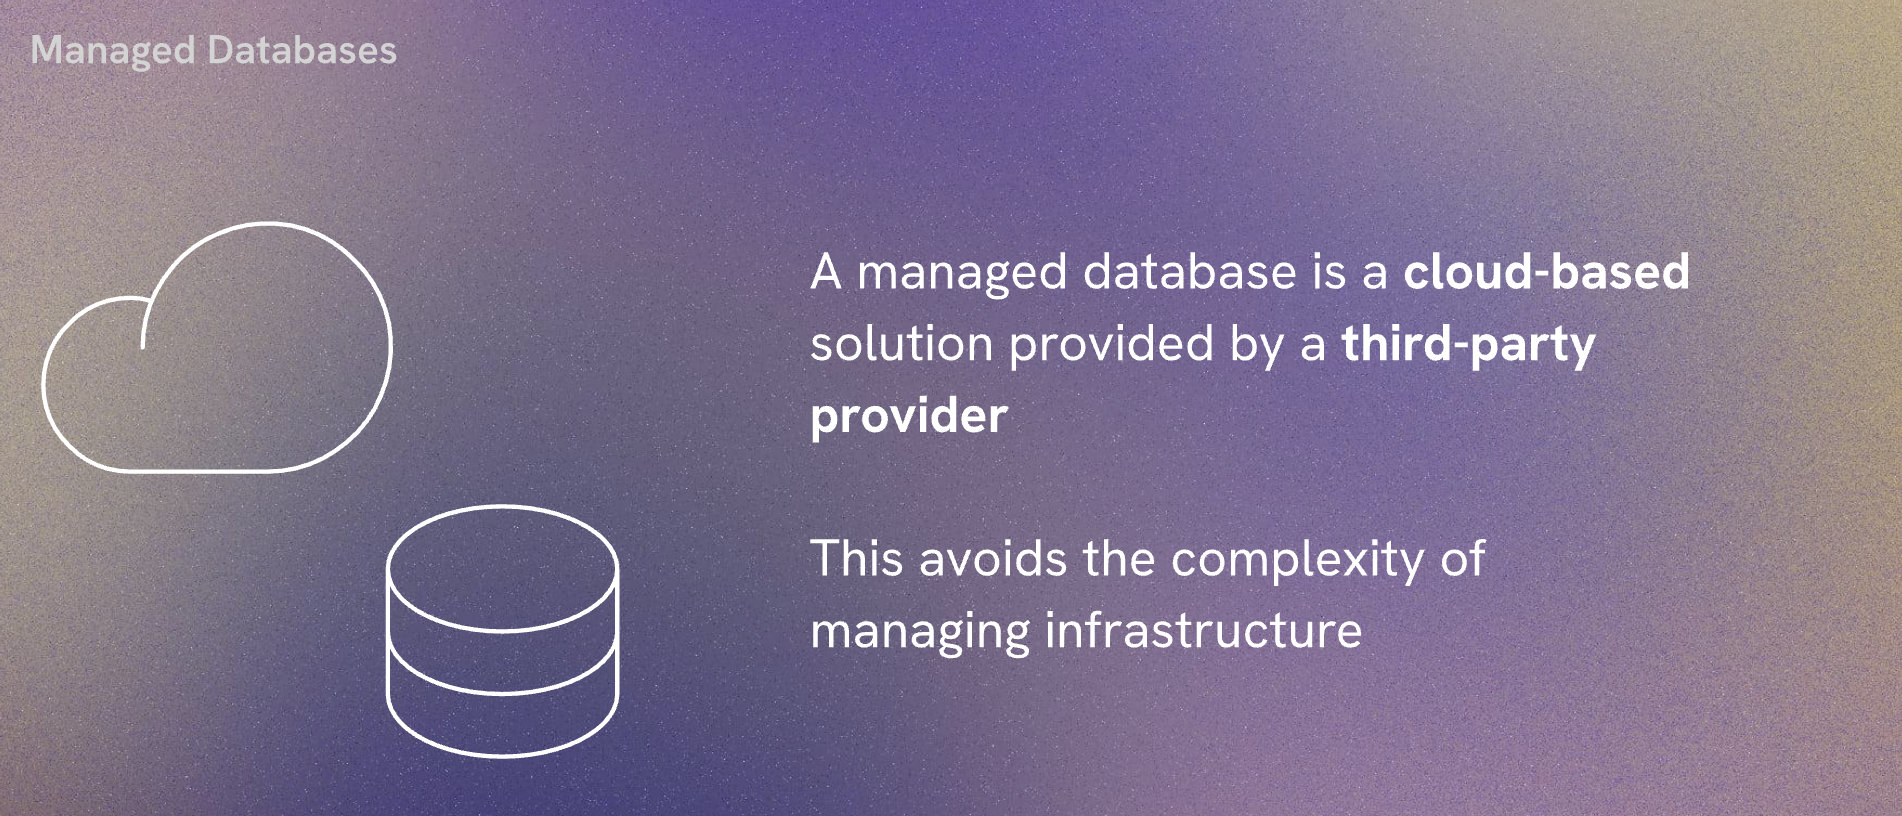 Managed Databases
A managed database is a cloud-based
solution provided by a third-party
provider
This avoids the complexity of
managing infrastructure